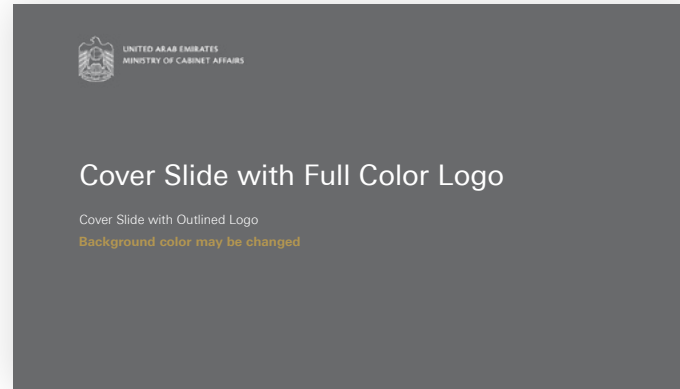 UNITED ARAB EMIRATES
MINISTRY OF CABINET AFFAIRS
Cover Slide with Full Color Logo
Cover Slide with Outlined Logo
Background color may be changed